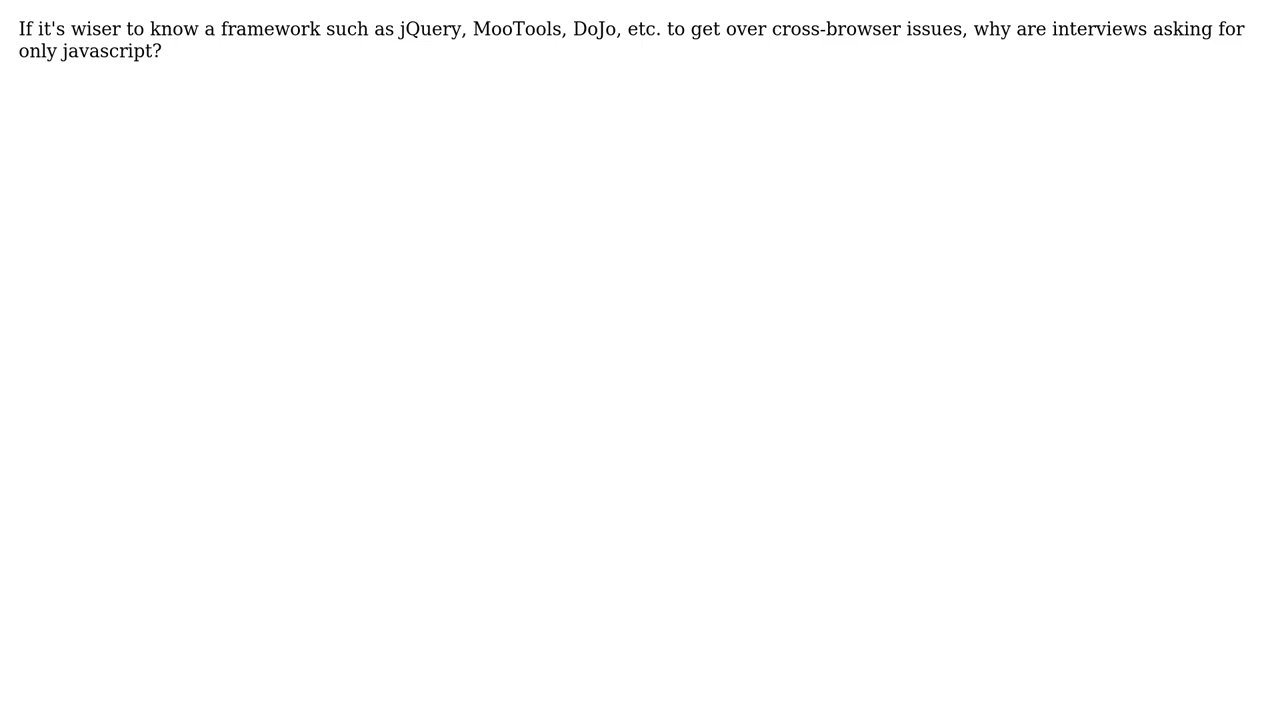 If it's wiser to know a framework such as jQuery, MooTools, DoJo, etc. to get over cross-browser issues, why are interviews asking for
only javascript?